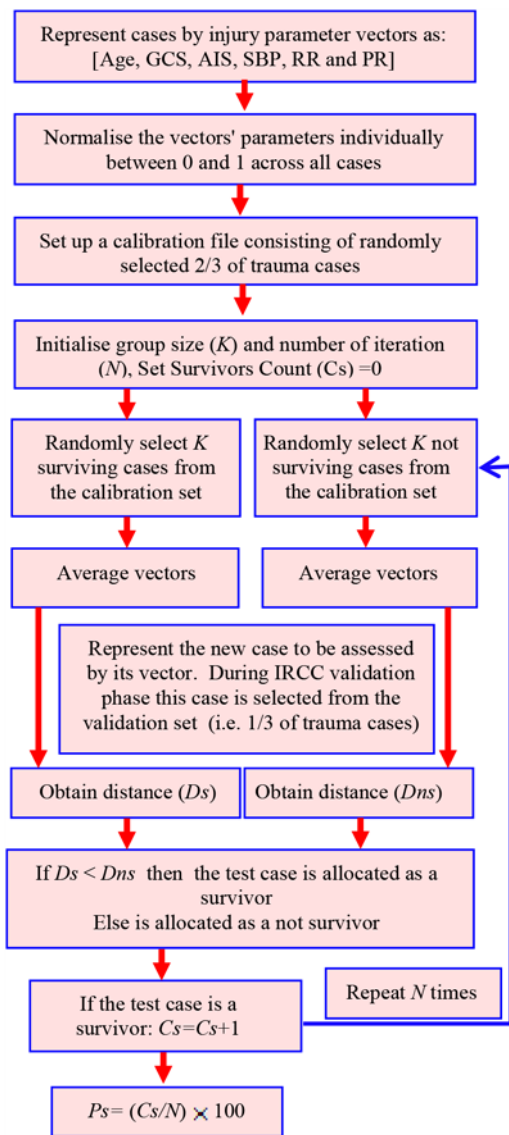 Represent cases by injury parameter vectors as:
[Age, GCS, AIS, SBP, RR and PR]
Normalise the vectors' parameters individually
between 0 and 1 across all cases
Set up a calibration file consisting of randomly
selected 2/3 of trauma cases
Initialise group size (K) and number of iteration
(N), Set Survivors Count (Cs) =0
Randomly select K
surviving cases from
the calibration set
Randomly select K not
surviving cases from
the calibration set
Average vectors
Average vectors
Represent the new case to be assessed
by its vector. During IRCC validation
phase this case is selected from the
validation set (i.e. 1/3 of trauma cases)
Obtain distance (Ds)
Obtain distance (Dns)
If Ds < Dns then the test case is allocated as a
survivor
Else is allocated as a not survivor
If the test case is a
survivor: Cs=Cs+1
Repeat N times
Ps= (Cs/N) × 100